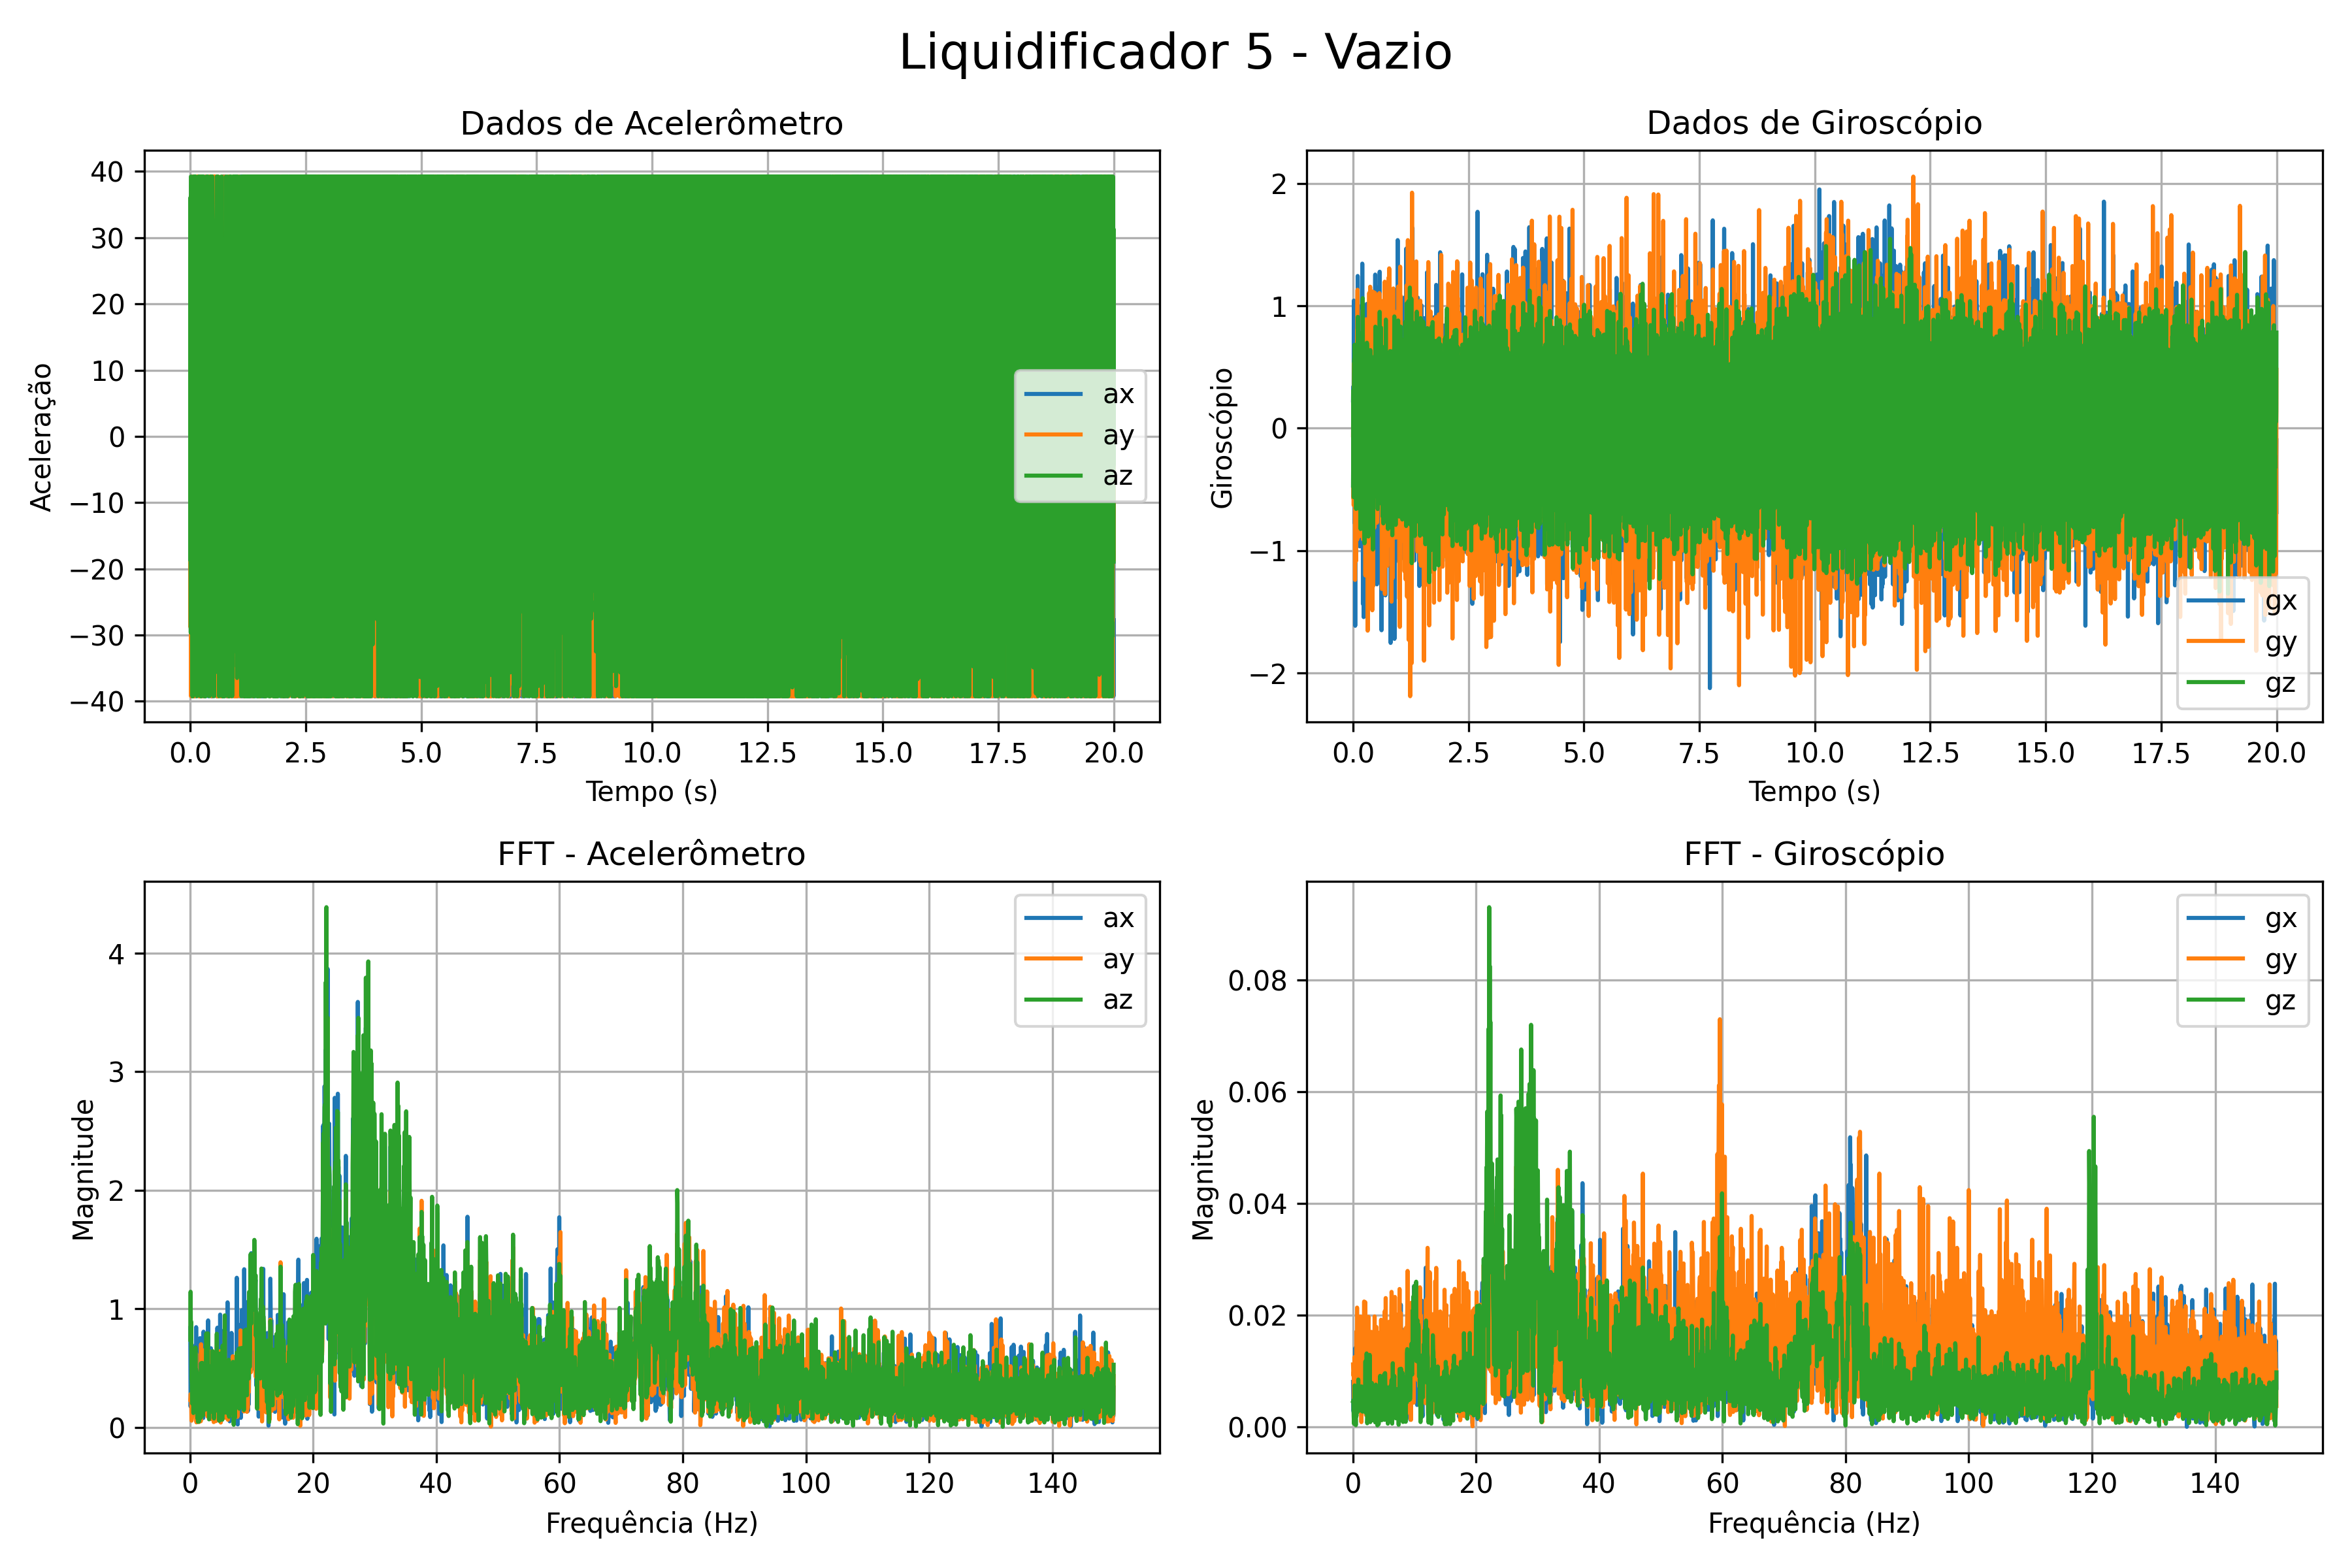 Liquidificador 5 - Vazio
Dados de Acelerômetro
Aceleração
40
30
20
10
0
−10
−20
−30
−40
ax
ay
az
0.0 2.5 5.0 7.5 10.0 12.5 15.0 17.5 20.0
Tempo (s)
Dados de Giroscópio
Giroscópio
2
1
0
−1
−2
gx
gy
gz
0.0 2.5 5.0 7.5 10.0 12.5 15.0 17.5 20.0
Tempo (s)
FFT - Acelerômetro
Magnitude
4
3
2
1
0
ax
ay
az
0 20 40 60 80 100 120 140
Frequência (Hz)
FFT - Giroscópio
Magnitude
0.08
0.06
0.04
0.02
0.00
gx
gy
gz
0 20 40 60 80 100 120 140
Frequência (Hz)